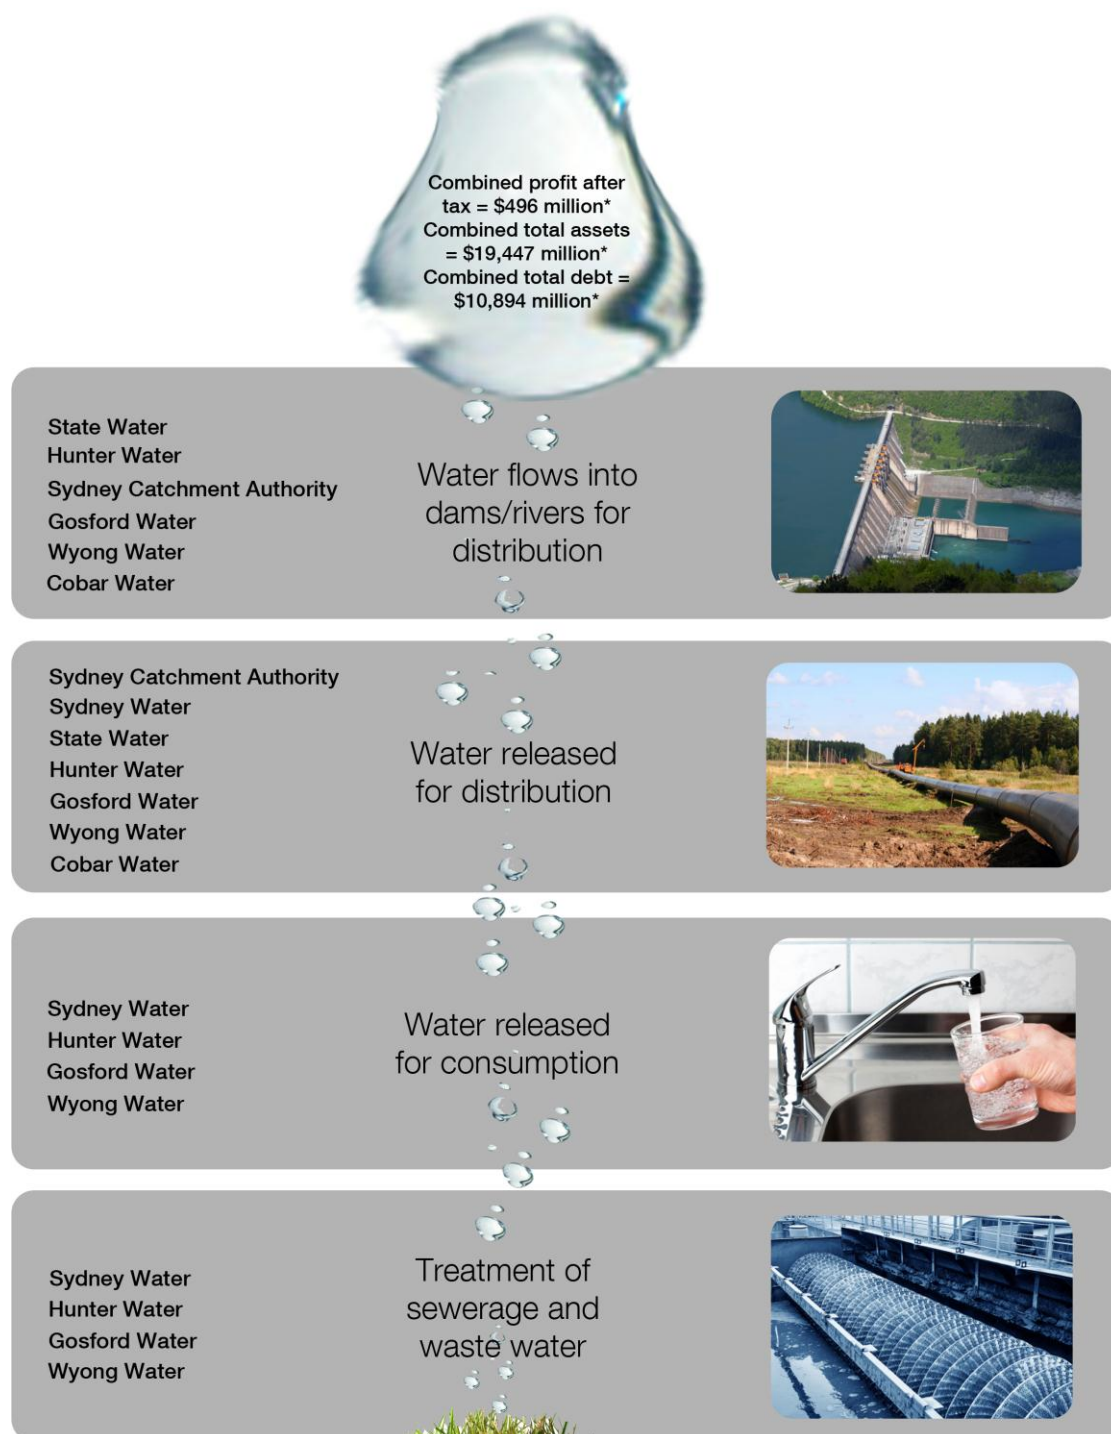 Combined profit after
tax = $496 million*
Combined total assets
= $19,447 million*
Combined total debt =
$10,894 million*
State Water
Hunter Water
Sydney Catchment Authority
Gosford Water
Wyong Water
Cobar Water
Water flows into
dams/rivers for
distribution
Sydney Catchment Authority
Sydney Water
State Water
Hunter Water
Gosford Water
Wyong Water
Cobar Water
Water released
for distribution
Sydney Water
Hunter Water
Gosford Water
Wyong Water
Water released
for consumption
Sydney Water
Hunter Water
Gosford Water
Wyong Water
Treatment of
sewerage and
waste water